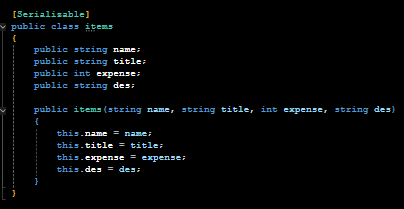 [Serialisable]
public class items
{
public string name;
public string title;
public int expense;
public string des;
public items(string name, string title, int expense, string des)
{
this.name = name;
this.title = title;
this.expense = expense;
this.des = des;
}
}